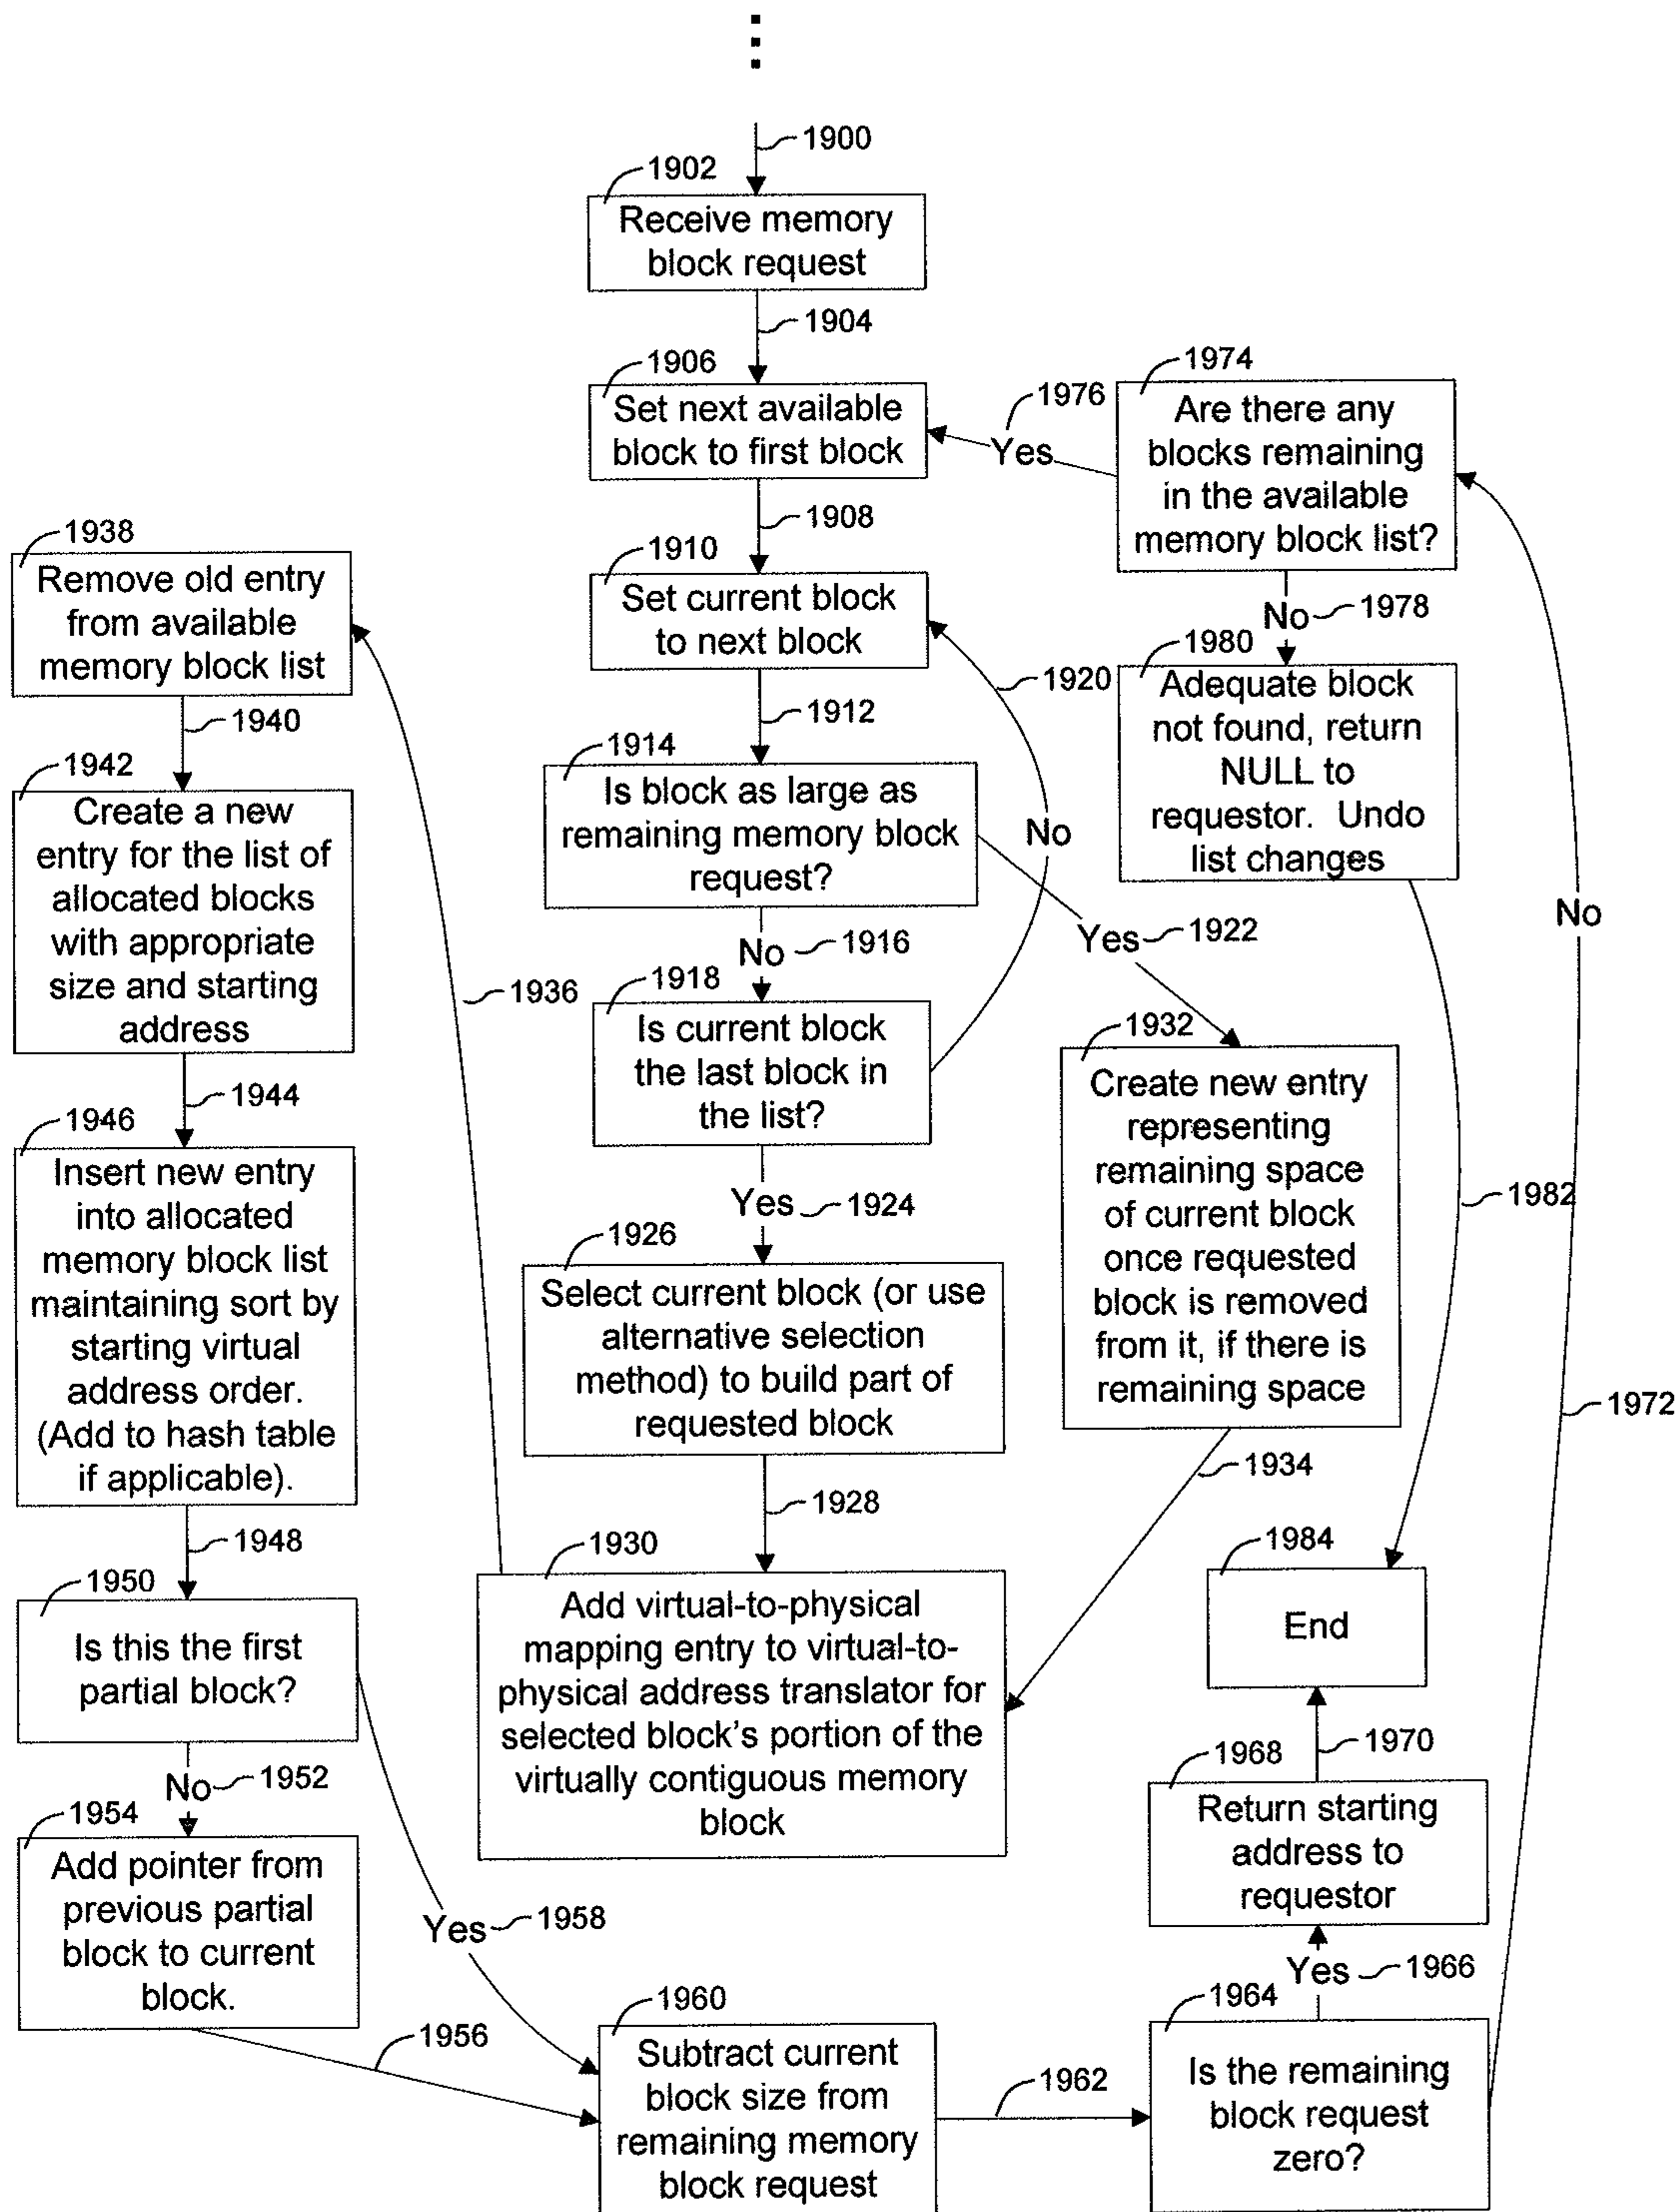 1900
1902
Receive memory
block request
1904
1906
Set next available
block to first block
1908
1910
Set current block
to next block
1912
1914
Is block as large as
remaining memory block
request?
No
1916
1918
Is current block
the last block in
the list?
No
1920
Yes
1922
Yes
1924
1926
Select current block (or use
alternative selection
method) to build part of
requested block
1928
1930
Add virtual-to-physical
mapping entry to virtual-to-
physical address translator for
selected block's portion of the
virtually contiguous memory
block
1932
Create new entry
representing
remaining space
of current block
once requested
block is removed
from it, if there is
remaining space
1934
1936
1938
Remove old entry
from available
memory block list
1940
1942
Create a new
entry for the list of
allocated blocks
with appropriate
size and starting
address
1944
1946
Insert new entry
into allocated
memory block list
maintaining sort by
starting virtual
address order.
(Add to hash table
if applicable).
1948
1950
Is this the first
partial block?
No
1952
1954
Add pointer from
previous partial
block to current
block.
1956
Yes
1958
1960
Subtract current
block size from
remaining memory
block request
1962
1964
Is the remaining
block request
zero?
Yes
1966
1968
Return starting
address to
requestor
1970
No
1972
1974
Are there any
blocks remaining
in the available
memory block list?
1976
Yes
No
1978
1980
Adequate block
not found, return
NULL to
requestor. Undo
list changes
1982
1984
End